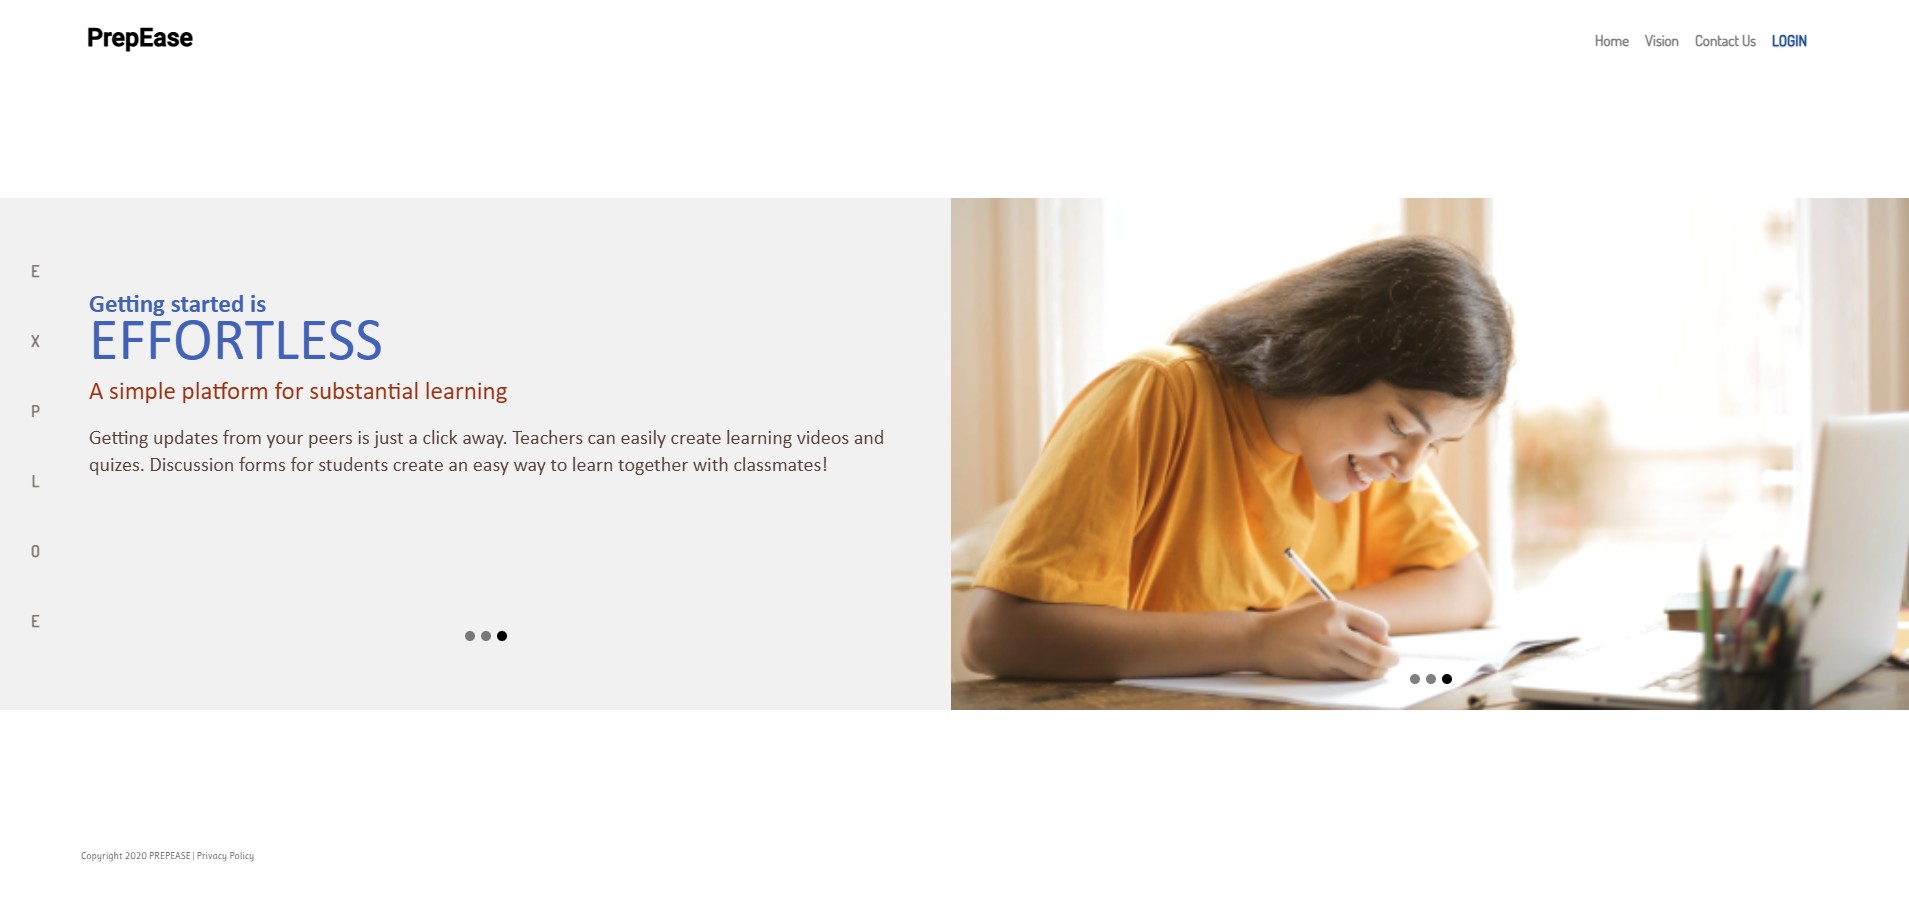 PrepEase
Home Vision Contact Us LOGIN
E
X
P
L
O
E
Getting started is
EFFORTLESS
A simple platform for substantial learning
Getting updates from your peers is just a click away. Teachers can easily create learning videos and
quizes. Discussion forms for students create an easy way to learn together with classmates!
Copyright 2020 PREPEASE | Privacy Policy